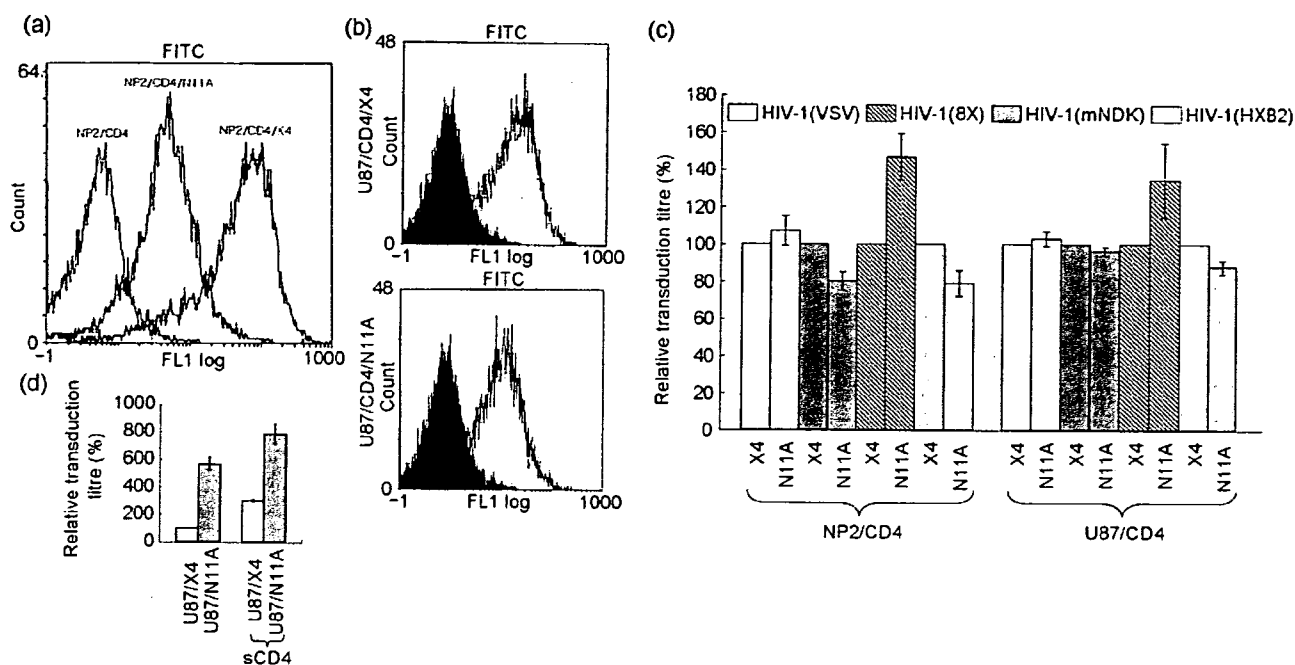 (a)
FITC
64
NP2/CD4/N11A
NP2/CD4
NP2/CD4/X4
Count
0
−1
FL1 log
1000
(b)
FITC
48
U87/CD4/X4
Count
0
−1
FL1 log
1000
FITC
48
U87/CD4/N11A
Count
0
−1
FL1 log
1000
(c)
HIV-1(VSV) HIV-1(8X) HIV-1(mNDK) HIV-1(HXB2)
Relative transduction titre (%)
180
160
140
120
100
80
60
40
20
0
X4 N11A X4 N11A X4 N11A X4 N11A
X4 N11A X4 N11A X4 N11A X4 N11A
NP2/CD4
U87/CD4
(d)
Relative transduction
titre (%)
1000
800
600
400
200
0
U87/X4
U87/N11A
U87/X4
U87/N11A
sCD4